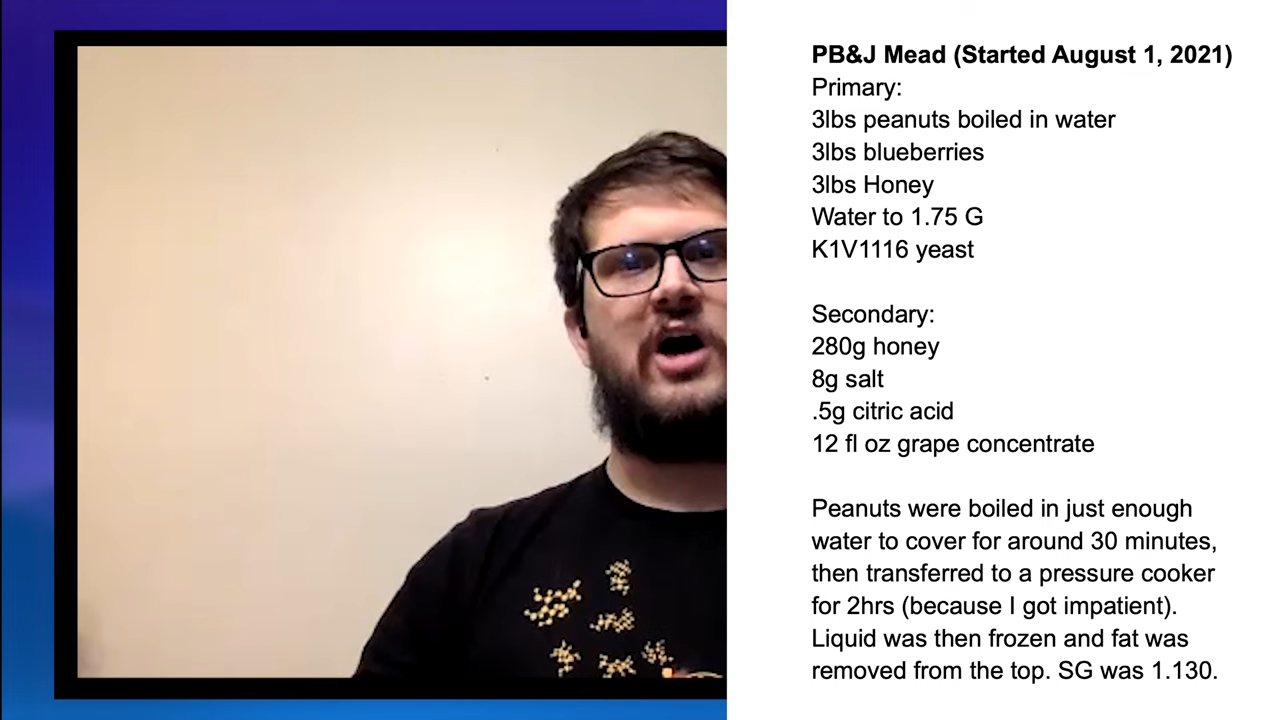 PB&J Mead (Started August 1, 2021)
Primary:
3lbs peanuts boiled in water
3lbs blueberries
3lbs Honey
Water to 1.75 G
K1V1116 yeast
Secondary:
280g honey
8g salt
.5g citric acid
12 fl oz grape concentrate
Peanuts were boiled in just enough
water to cover for around 30 minutes,
then transferred to a pressure cooker
for 2hrs (because I got impatient).
Liquid was then frozen and fat was
removed from the top. SG was 1.130.